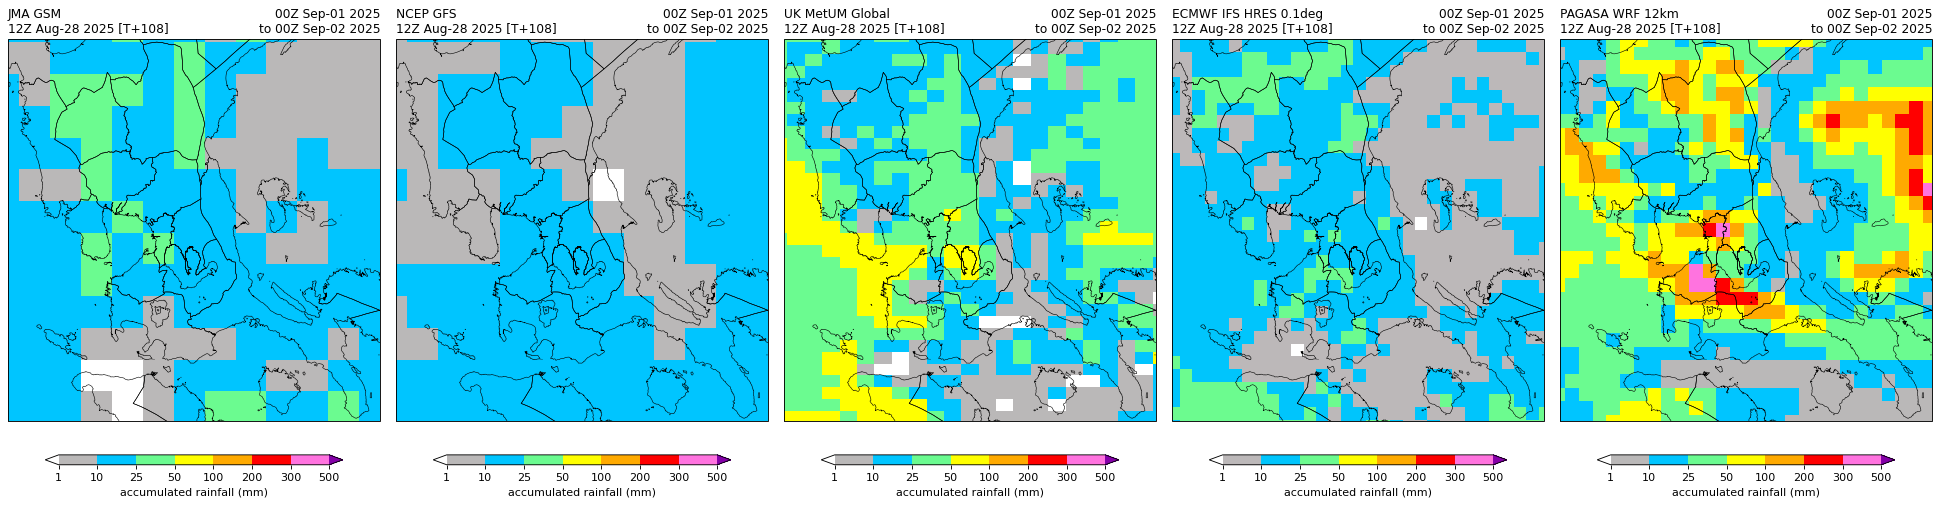 JMA GSM 00Z Sep-01 2025
12Z Aug-28 2025 [T+108] to 00Z Sep-02 2025
1 10 25 50 100 200 300 500
accumulated rainfall (mm)
NCEP GFS 00Z Sep-01 2025
12Z Aug-28 2025 [T+108] to 00Z Sep-02 2025
1 10 25 50 100 200 300 500
accumulated rainfall (mm)
UK MetUM Global 00Z Sep-01 2025
12Z Aug-28 2025 [T+108] to 00Z Sep-02 2025
1 10 25 50 100 200 300 500
accumulated rainfall (mm)
ECMWF IFS HRES 0.1deg 00Z Sep-01 2025
12Z Aug-28 2025 [T+108] to 00Z Sep-02 2025
1 10 25 50 100 200 300 500
accumulated rainfall (mm)
PAGASA WRF 12km 00Z Sep-01 2025
12Z Aug-28 2025 [T+108] to 00Z Sep-02 2025
1 10 25 50 100 200 300 500
accumulated rainfall (mm)